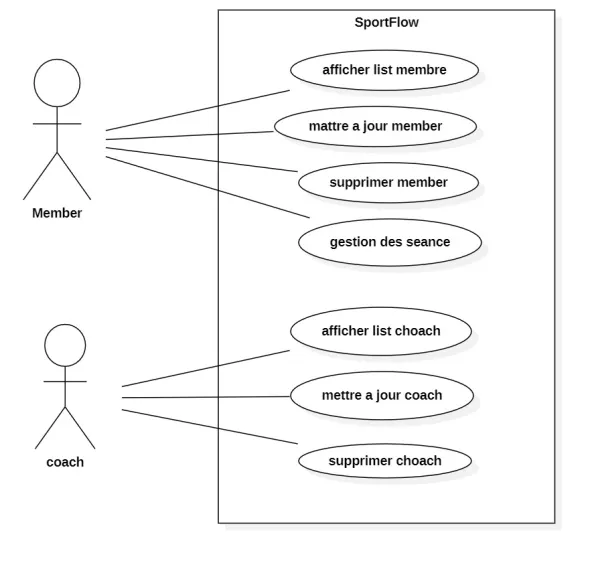 SportFlow
afficher list membre
mattre a jour member
supprimer member
Member
gestion des seance
afficher list choach
mettre a jour coach
coach
supprimer choach